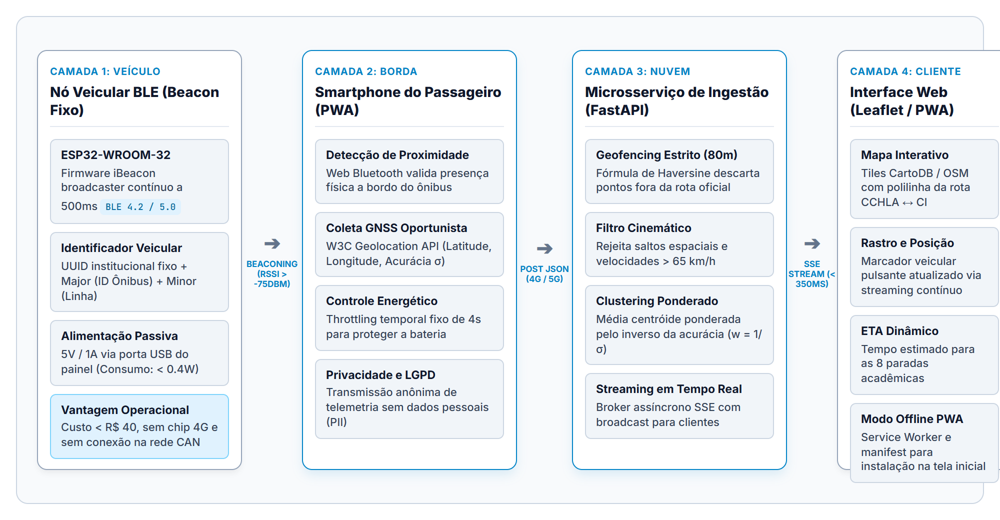 CAMADA 1: VEÍCULO
Nó Veicular BLE (Beacon
Fixo)
ESP32-WROOM-32
Firmware iBeacon
broadcaster contínuo a
500ms BLE 4.2 / 5.0
Identificador Veicular
UUID institucional fixo +
Major (ID Ônibus) + Minor
(Linha)
Alimentação Passiva
5V / 1A via porta USB do
painel (Consumo: < 0.4W)
Vantagem Operacional
Custo < R$ 40, sem chip 4G e
sem conexão na rede CAN
➔
BEACONING
(RSSI >
-75DBM)
CAMADA 2: BORDA
Smartphone do Passageiro
(PWA)
Detecção de Proximidade
Web Bluetooth valida presença
física a bordo do ônibus
Coleta GNSS Oportunista
W3C Geolocation API (Latitude,
Longitude, Acurácia σ)
Controle Energético
Throttling temporal fixo de 4s
para proteger a bateria
Privacidade e LGPD
Transmissão anônima de
telemetria sem dados pessoais
(PII)
➔
POST JSON
(4G / 5G)
CAMADA 3: NUVEM
Microsserviço de Ingestão
(FastAPI)
Geofencing Estrito (80m)
Fórmula de Haversine descarta
pontos fora da rota oficial
Filtro Cinemático
Rejeita saltos espaciais e
velocidades > 65 km/h
Clustering Ponderado
Média centróide ponderada
pelo inverso da acurácia (w = 1/
σ)
Streaming em Tempo Real
Broker assíncrono SSE com
broadcast para clientes
➔
SSE
STREAM (<
350MS)
CAMADA 4: CLIENTE
Interface Web
(Leaflet / PWA)
Mapa Interativo
Tiles CartoDB / OSM
com polilinha da rota
CCHLA ↔ CI
Rastro e Posição
Marcador veicular
pulsante atualizado via
streaming contínuo
ETA Dinâmico
Tempo estimado para
as 8 paradas
acadêmicas
Modo Offline PWA
Service Worker e
manifest para
instalação na tela inicial